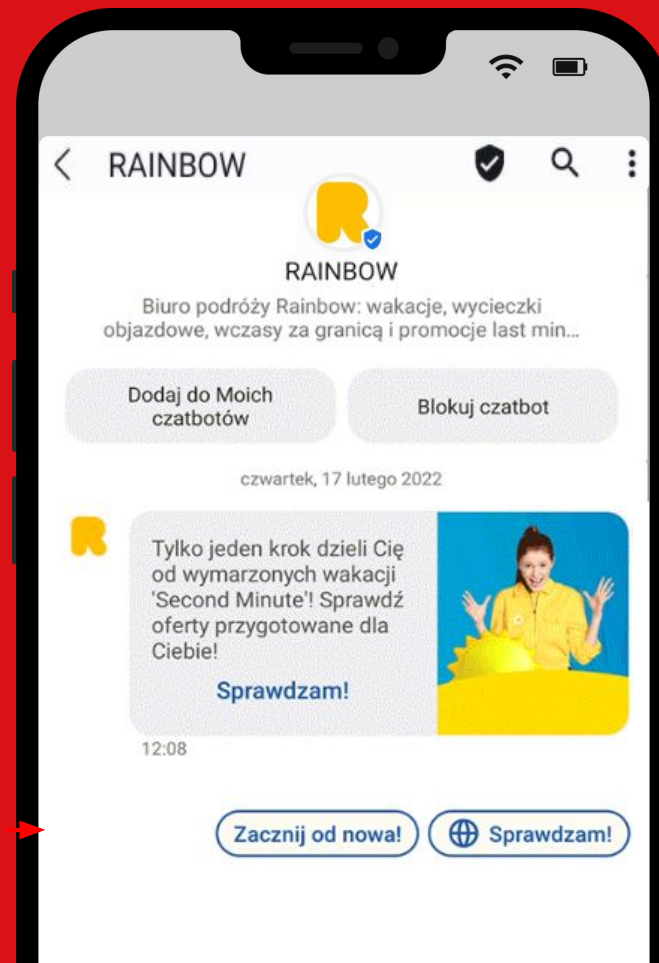 RAINBOW
RAINBOW
Biuro podróży Rainbow: wakacje, wycieczki
objazdowe, wczasy za granicą i promocje last min...
Dodaj do Moich
czatbotów
Blokuj czatbot
czwartek, 17 lutego 2022
Tylko jeden krok dzieli Cię
od wymarzonych wakacji
'Second Minute'! Sprawdź
oferty przygotowane dla
Ciebie!
Sprawdzam!
12:08
Zacznij od nowa!
Sprawdzam!